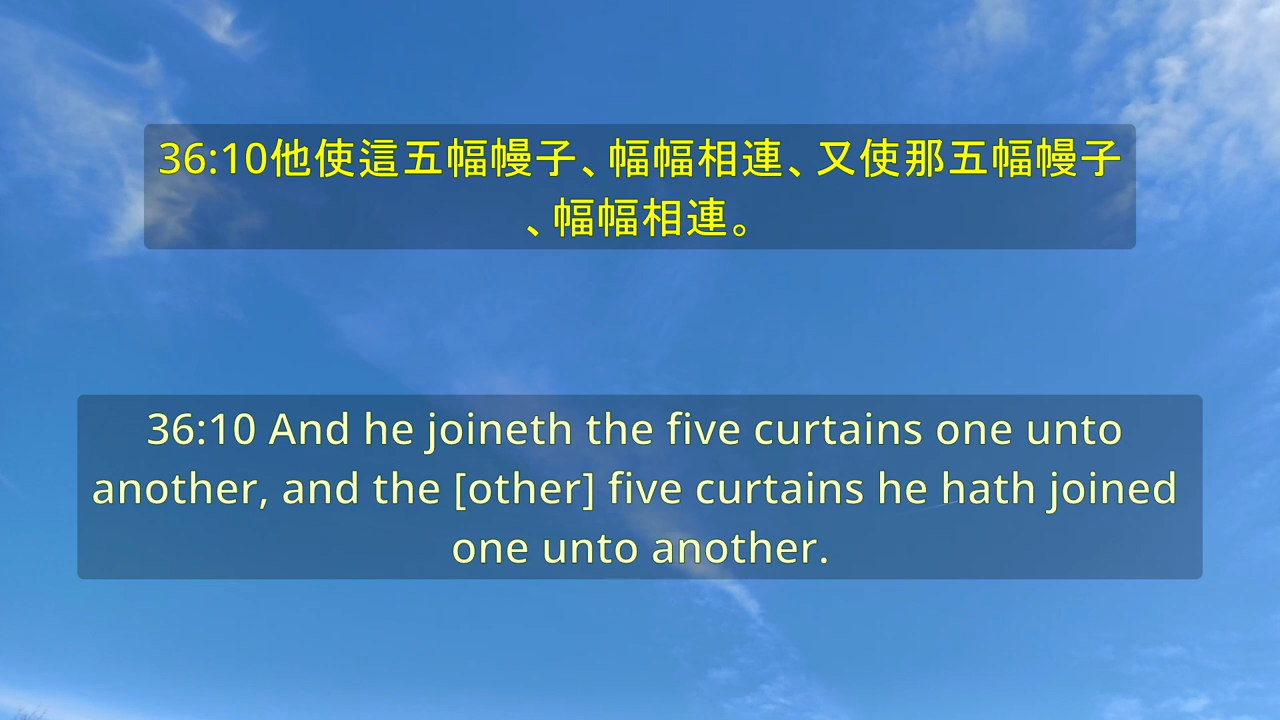 36:10他使這五幅幔子、幅幅相連、又使那五幅幔子
、幅幅相連。
36:10 And he joineth the five curtains one unto
another, and the [other] five curtains he hath joined
one unto another.